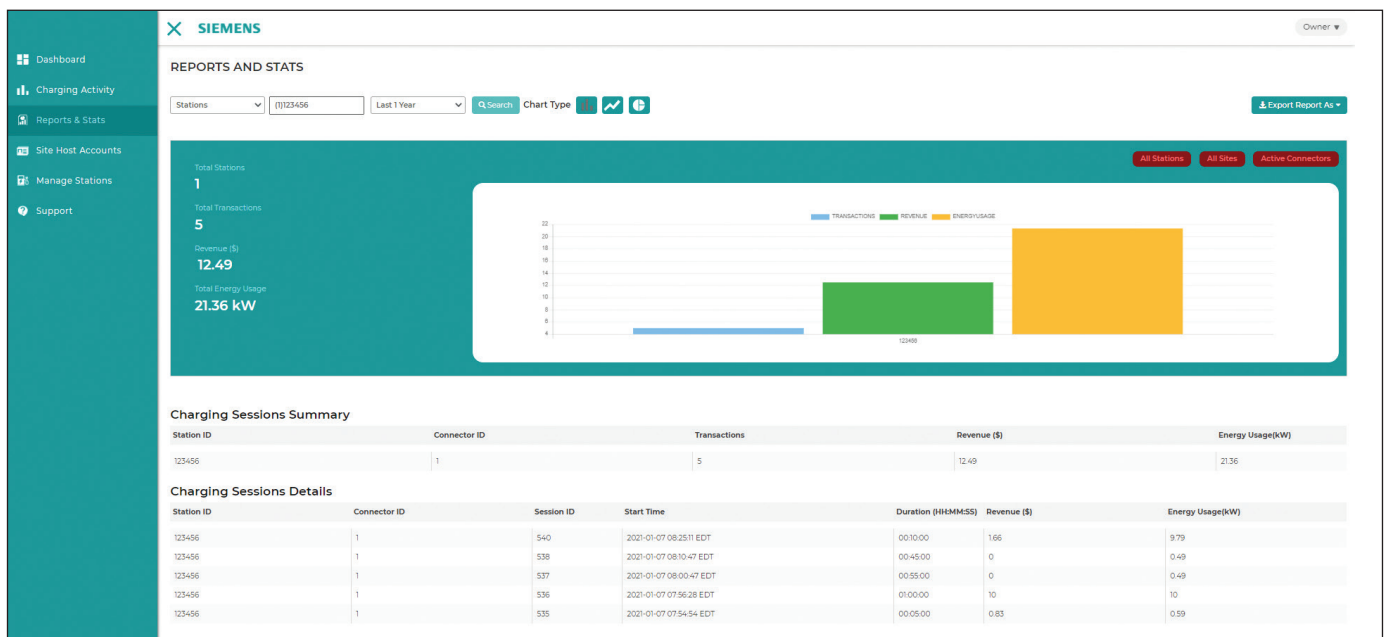 SIEMENS
Owner ▼
Dashboard
Charging Activity
Reports & Stats
Site Host Accounts
Manage Stations
Support
REPORTS AND STATS
Stations (1)123456 Last 1 Year Search Chart Type Export Report As
All Stations All Sites Active Connectors
Total Stations
1
Total Transactions
5
Revenue ($)
12.49
Total Energy Usage
21.36 kW
TRANSACTIONS REVENUE ENERGYUSAGE
22
20
18
16
14
12
10
8
6
4
123456
Charging Sessions Summary
Station ID Connector ID Transactions Revenue ($) Energy Usage(kW)
123456 1 5 12.49 21.36
Charging Sessions Details
Station ID Connector ID Session ID Start Time Duration (HH:MM:SS) Revenue ($) Energy Usage(kW)
123456 1 540 2021-01-07 08:25:11 EDT 00:10:00 1.66 9.79
123456 1 538 2021-01-07 08:10:47 EDT 00:45:00 0 0.49
123456 1 537 2021-01-07 08:00:47 EDT 00:55:00 0 0.49
123456 1 536 2021-01-07 07:56:28 EDT 01:00:00 10 10
123456 1 535 2021-01-07 07:54:54 EDT 00:05:00 0.83 0.59